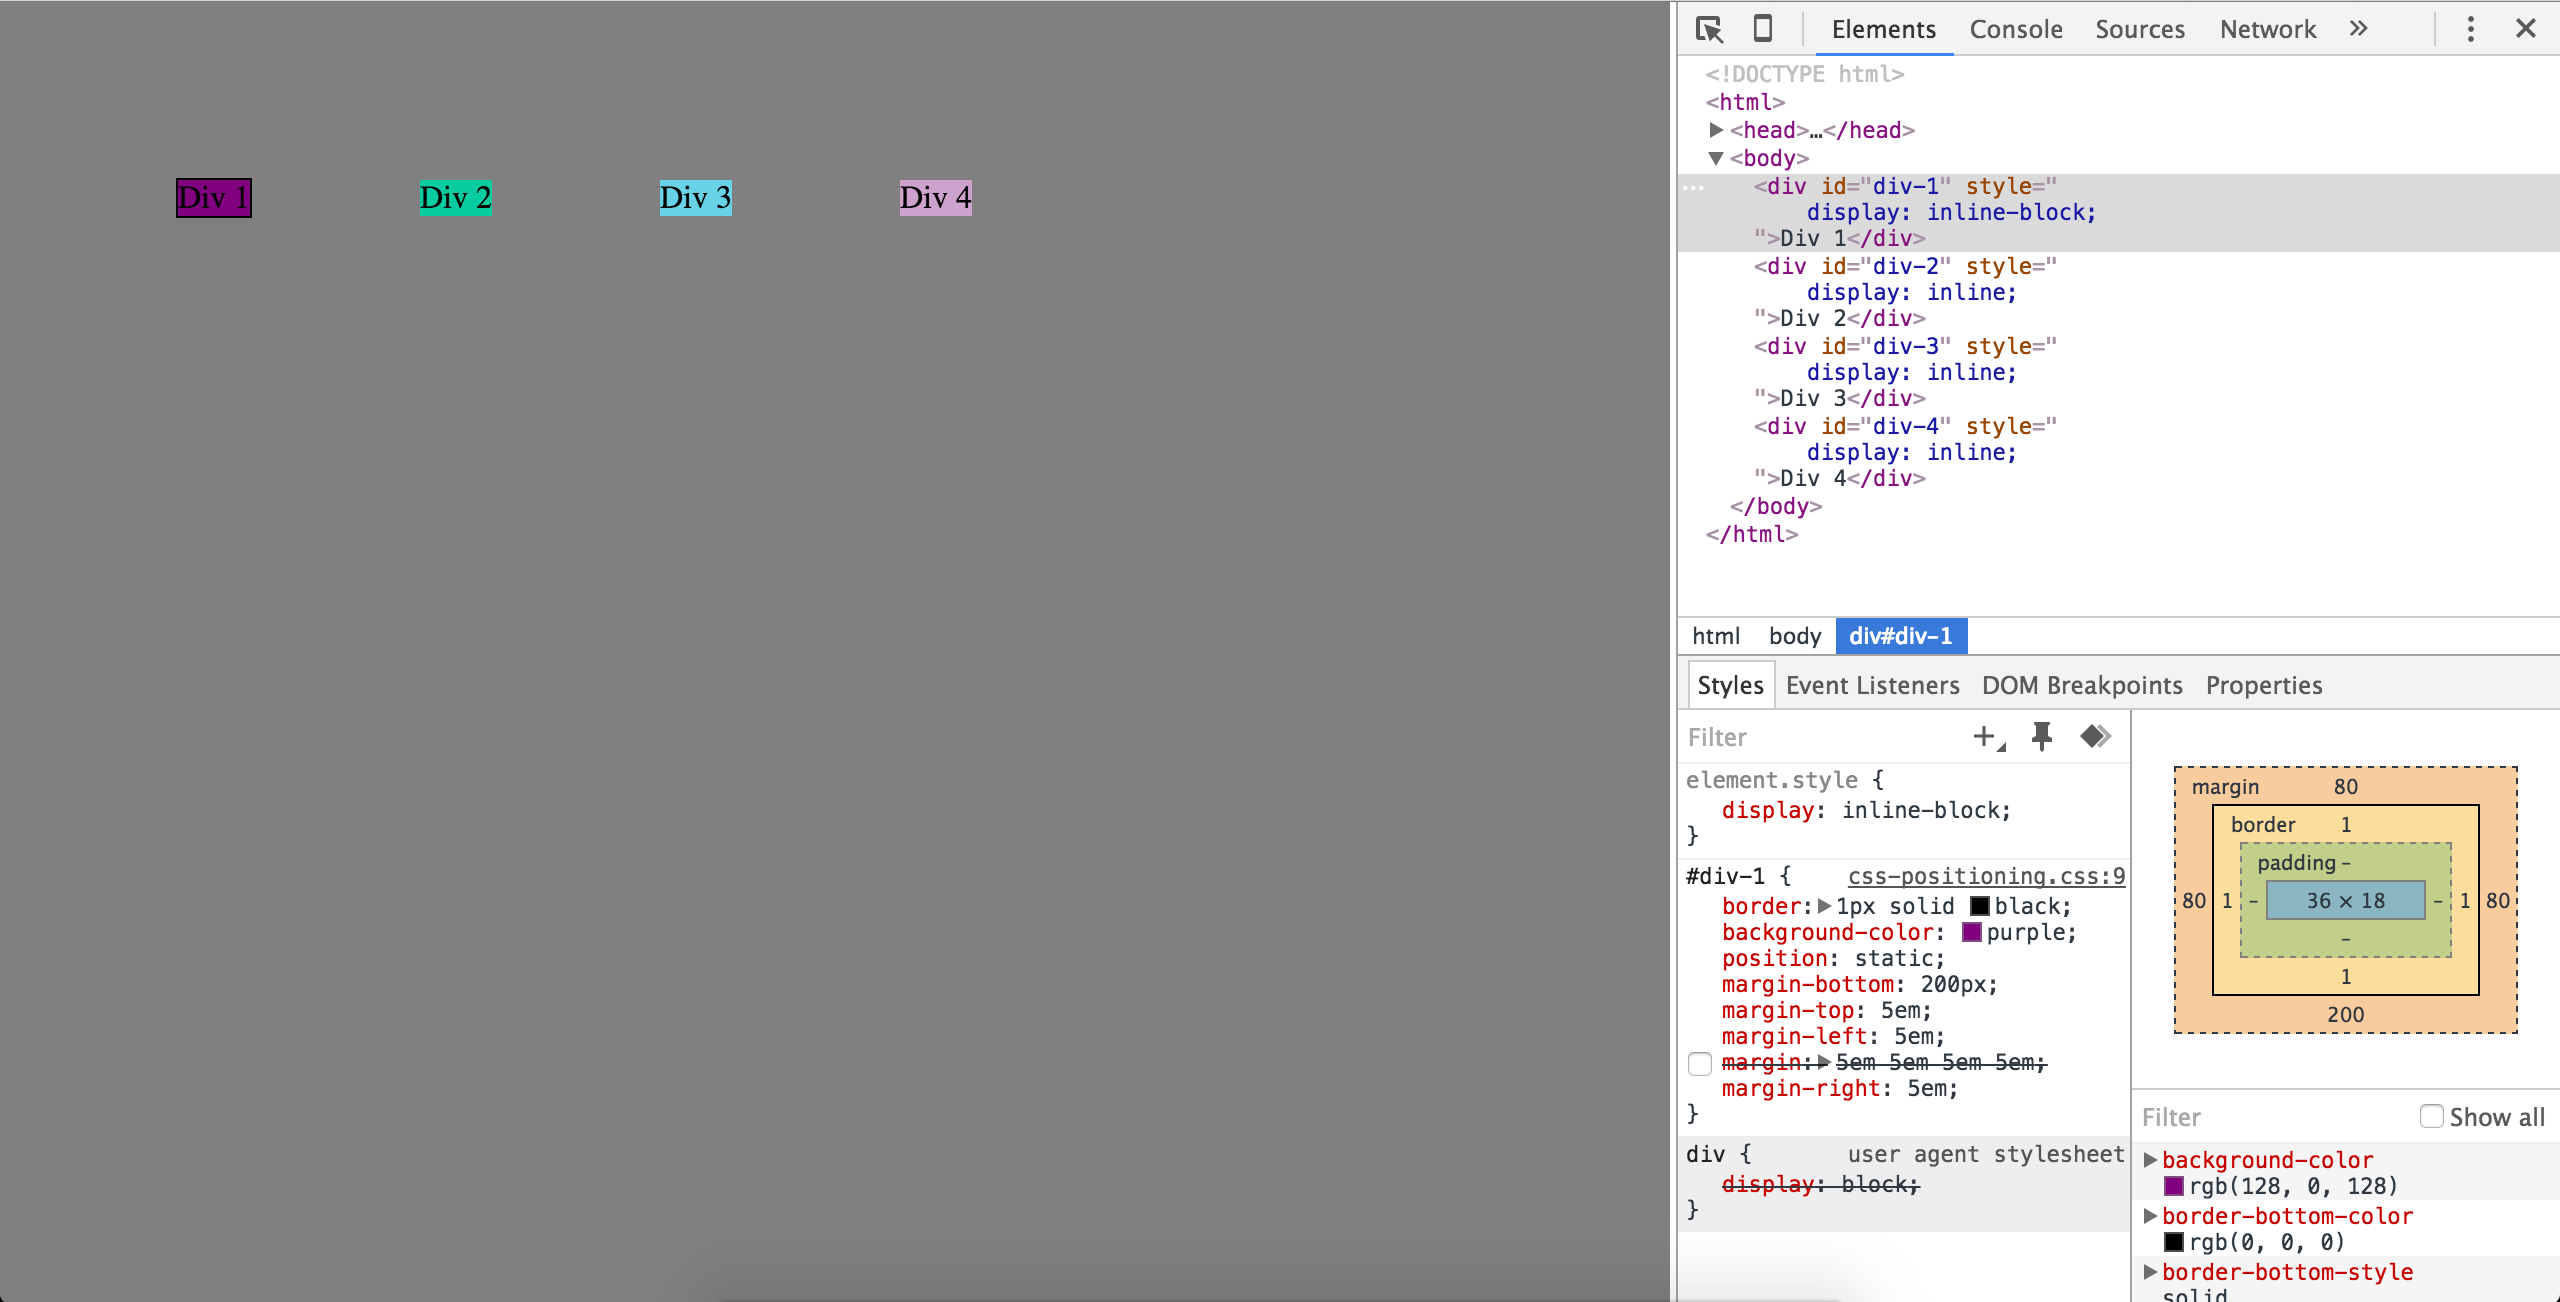 Div 1 Div 2 Div 3 Div 4
Elements Console Sources Network »
<!DOCTYPE html>
<html>
▶<head>…</head>
▼<body>
... <div id="div-1" style="
display: inline-block;
">Div 1</div>
<div id="div-2" style="
display: inline;
">Div 2</div>
<div id="div-3" style="
display: inline;
">Div 3</div>
<div id="div-4" style="
display: inline;
">Div 4</div>
</body>
</html>
html body div#div-1
Styles Event Listeners DOM Breakpoints Properties
Filter
element.style {
display: inline-block;
}
#div-1 { css-positioning.css:9
border:▶1px solid black;
background-color: purple;
position: static;
margin-bottom: 200px;
margin-top: 5em;
margin-left: 5em;
margin:▶5em 5em 5em 5em;
margin-right: 5em;
}
div { user agent stylesheet
display: block;
}
margin 80
border 1
padding -
80 1 - 36 × 18 - 1 80
-
1
200
Filter Show all
▶background-color
rgb(128, 0, 128)
▶border-bottom-color
rgb(0, 0, 0)
▶border-bottom-style
solid